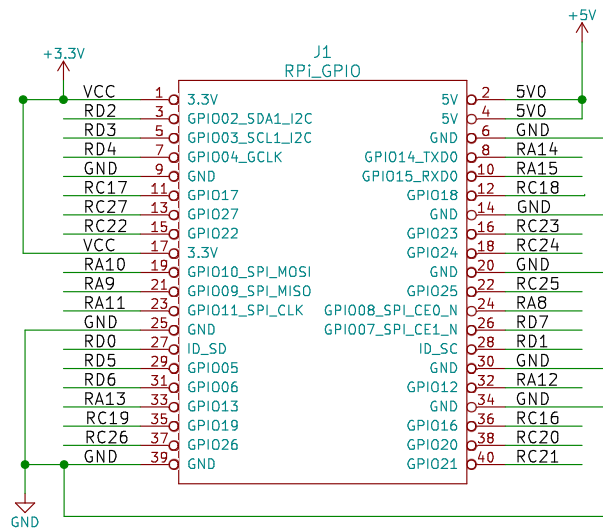 +5V
+3.3V
J1
RPi_GPIO
VCC 1 3.3V 5V 2 5V0
RD2 3 GPIO02_SDA1_I2C 5V 4 5V0
RD3 5 GPIO03_SCL1_I2C GND 6 GND
RD4 7 GPIO04_GCLK GPIO14_TXD0 8 RA14
GND 9 GND GPIO15_RXD0 10 RA15
RC17 11 GPIO17 GPIO18 12 RC18
RC27 13 GPIO27 GND 14 GND
RC22 15 GPIO22 GPIO23 16 RC23
VCC 17 3.3V GPIO24 18 RC24
RA10 19 GPIO10_SPI_MOSI GND 20 GND
RA9 21 GPIO09_SPI_MISO GPIO25 22 RC25
RA11 23 GPIO11_SPI_CLK GPIO08_SPI_CE0_N 24 RA8
GND 25 GND GPIO07_SPI_CE1_N 26 RD7
RD0 27 ID_SD ID_SC 28 RD1
RD5 29 GPIO05 GND 30 GND
RD6 31 GPIO06 GPIO12 32 RA12
RA13 33 GPIO13 GND 34 GND
RC19 35 GPIO19 GPIO16 36 RC16
RC26 37 GPIO26 GPIO20 38 RC20
GND 39 GND GPIO21 40 RC21
GND